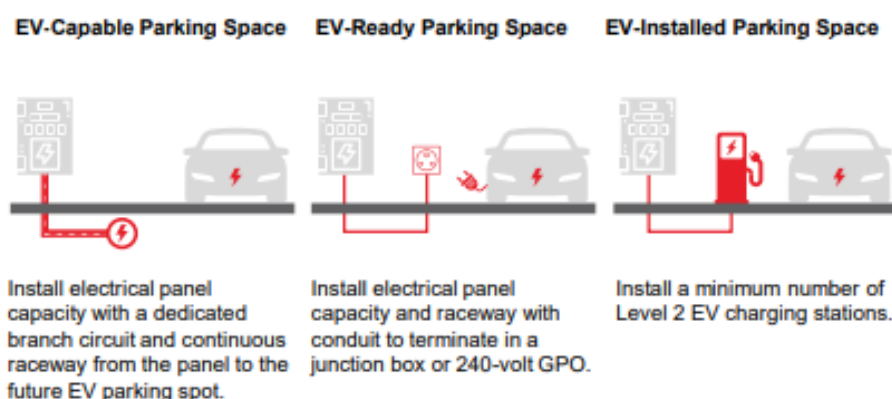 EV-Capable Parking Space
EV-Ready Parking Space
EV-Installed Parking Space
Install electrical panel
capacity with a dedicated
branch circuit and continuous
raceway from the panel to the
future EV parking spot.
Install electrical panel
capacity and raceway with
conduit to terminate in a
junction box or 240-volt GPO.
Install a minimum number of
Level 2 EV charging stations.